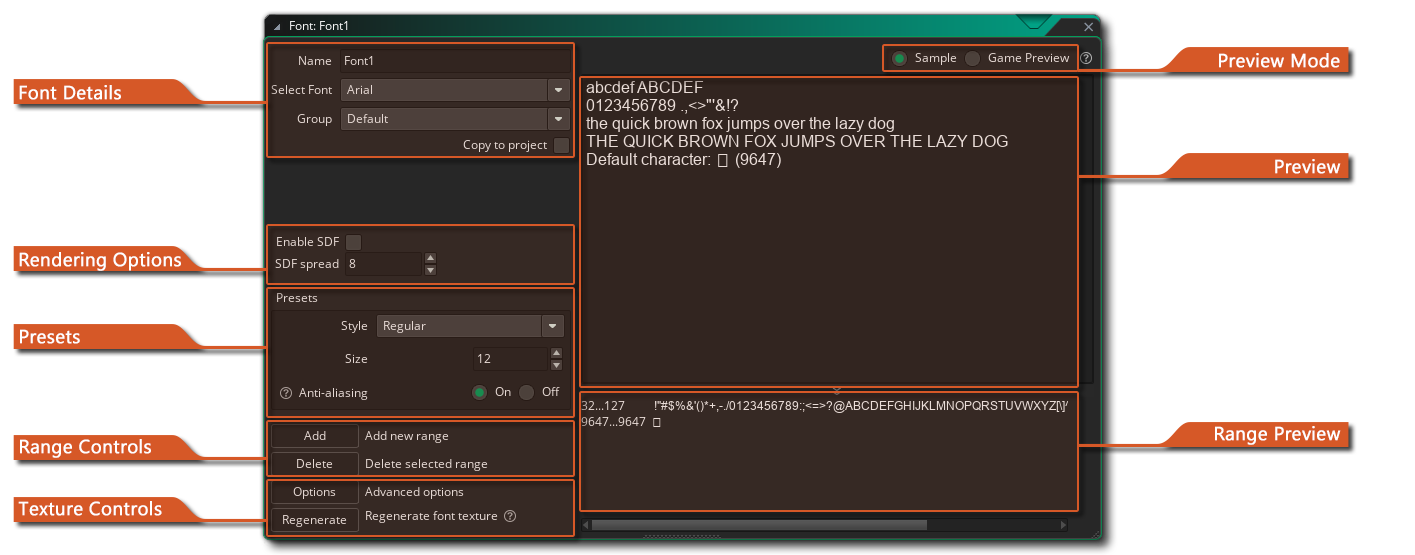 Font: Font1
Name Font1
Select Font Arial
Group Default
Copy to project
Font Details
Sample Game Preview
Preview Mode
abcdef ABCDEF
0123456789 .,<>"'&!?
the quick brown fox jumps over the lazy dog
THE QUICK BROWN FOX JUMPS OVER THE LAZY DOG
Default character: ▯ (9647)
Preview
Enable SDF
SDF spread 8
Rendering Options
Presets
Style Regular
Size 12
Anti-aliasing On Off
Presets
Add Add new range
Delete Delete selected range
Range Controls
Options Advanced options
Regenerate Regenerate font texture
Texture Controls
32...127 !"#$%&'()*+,-./0123456789:;<=>?@ABCDEFGHIJKLMNOPQRSTUVWXYZ[\]^
9647...9647 ▯
Range Preview